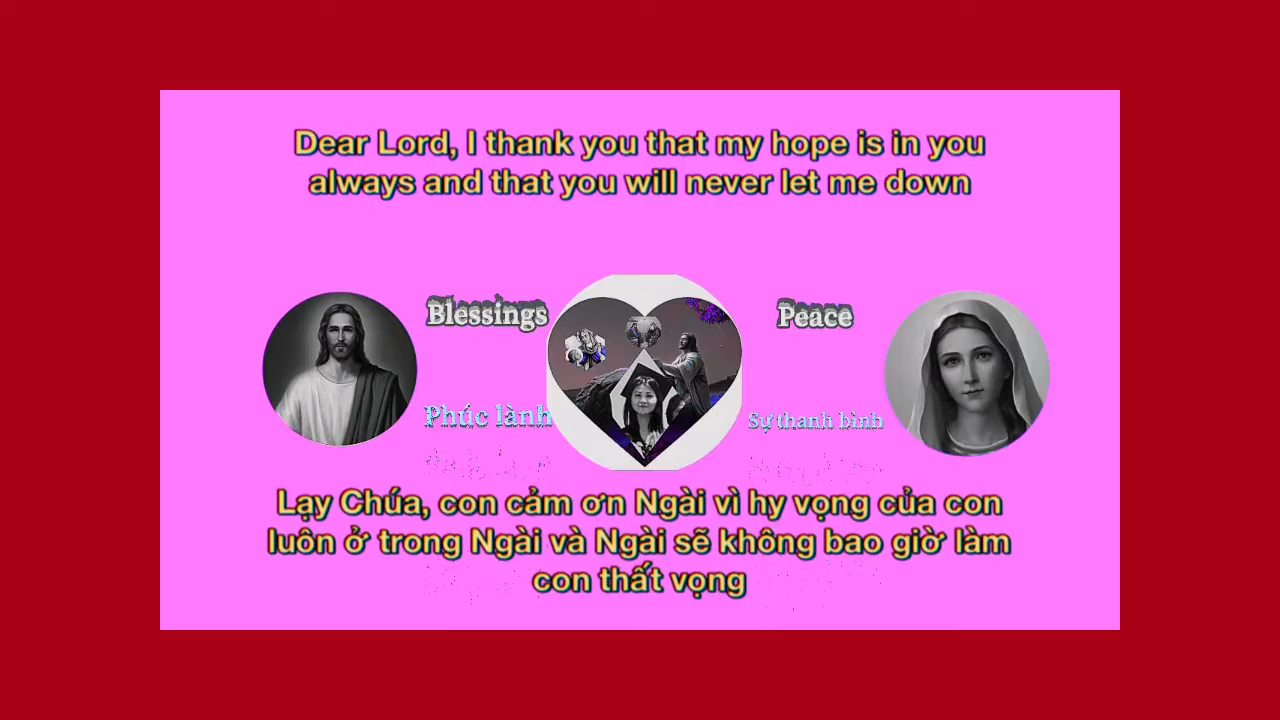 Dear Lord, I thank you that my hope is in you
always and that you will never let me down
Blessings
Peace
Phúc lành
Sự thanh bình
Lạy Chúa, con cảm ơn Ngài vì hy vọng của con
luôn ở trong Ngài và Ngài sẽ không bao giờ làm
con thất vọng